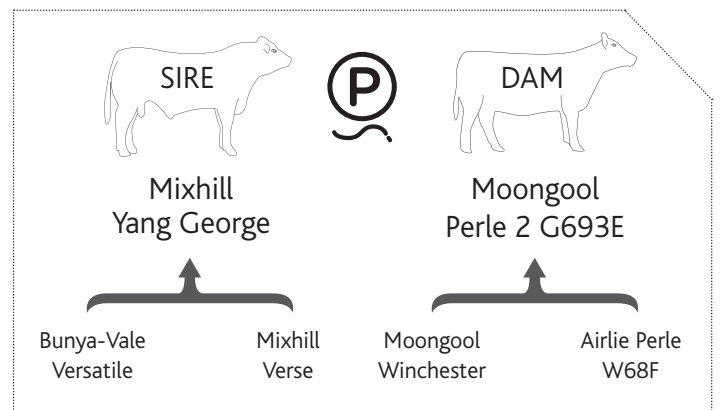 SIRE
P
DAM
Mixhill
Yang George
Moongool
Perle 2 G693E
Bunya-Vale
Versatile
Mixhill
Verse
Moongool
Winchester
Airlie Perle
W68F